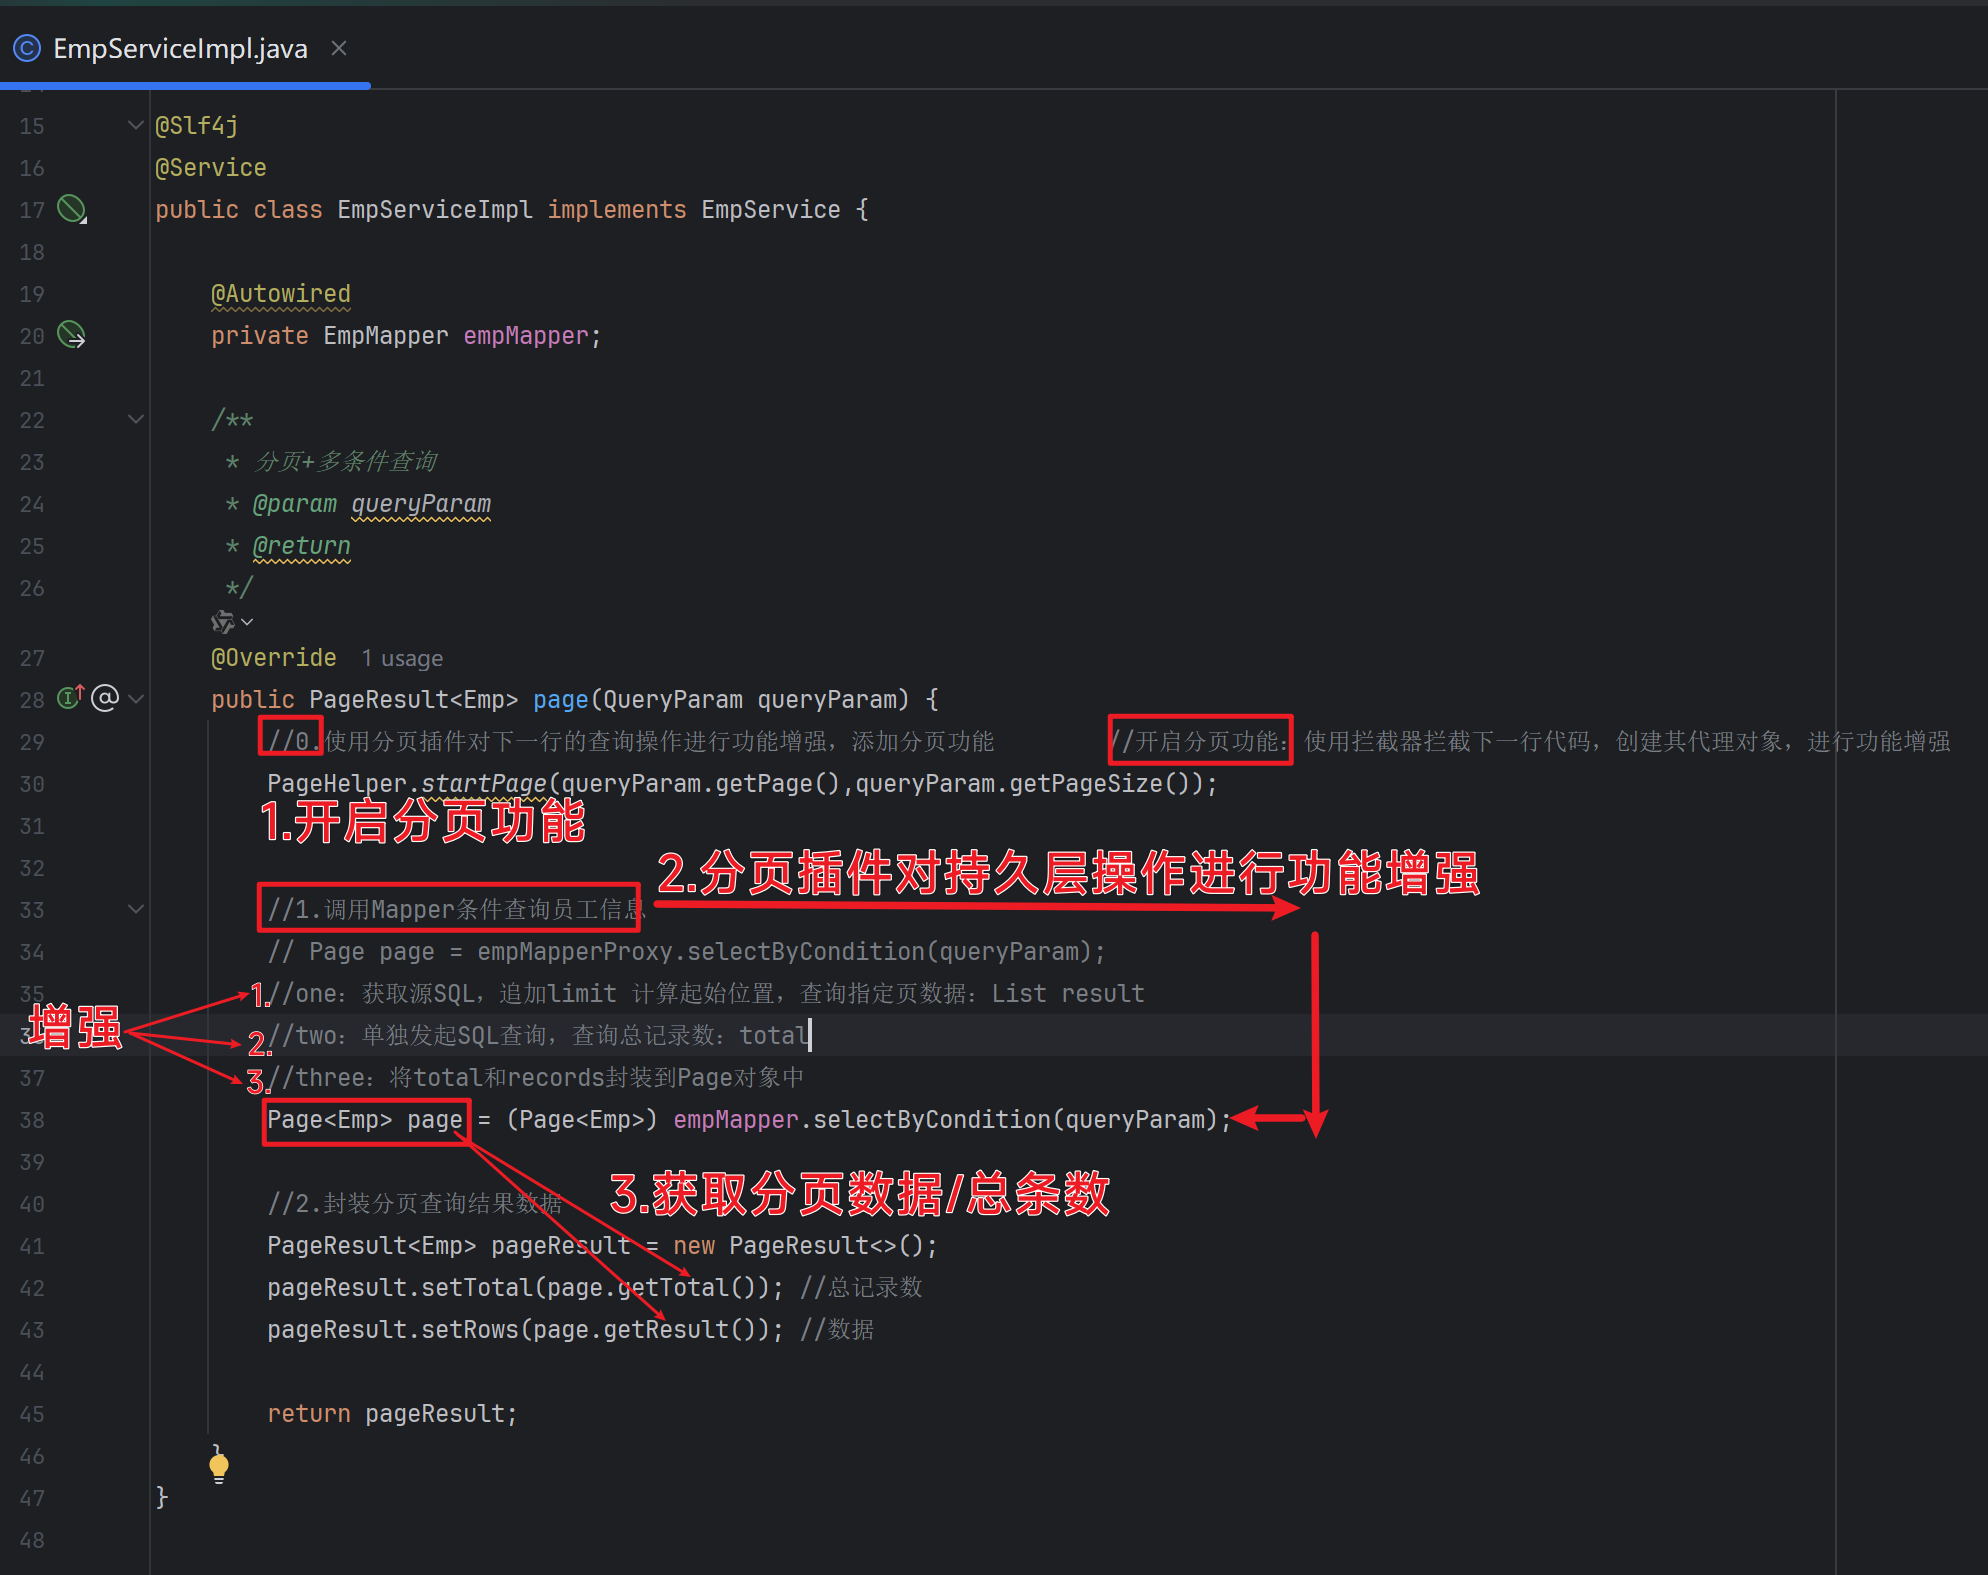 EmpServiceImpl.java
15 @Slf4j
16 @Service
17 public class EmpServiceImpl implements EmpService {
18
19 @Autowired
20 private EmpMapper empMapper;
21
22 /**
23 * 分页+多条件查询
24 * @param queryParam
25 * @return
26 */
27 @Override 1 usage
28 public PageResult<Emp> page(QueryParam queryParam) {
29 //0.使用分页插件对下一行的查询操作进行功能增强，添加分页功能 //开启分页功能：使用拦截器拦截下一行代码，创建其代理对象，进行功能增强
30 PageHelper.startPage(queryParam.getPage(),queryParam.getPageSize());
1.开启分页功能
31
2.分页插件对持久层操作进行功能增强
32
33 //1.调用Mapper条件查询员工信息
34 // Page page = empMapperProxy.selectByCondition(queryParam);
35 1. //one：获取源SQL，追加limit 计算起始位置，查询指定页数据：List result
增强
2. //two：单独发起SQL查询，查询总记录数：total
37 3. //three：将total和records封装到Page对象中
38 Page<Emp> page = (Page<Emp>) empMapper.selectByCondition(queryParam);
39
3.获取分页数据/总条数
40 //2.封装分页查询结果数据
41 PageResult<Emp> pageResult = new PageResult<>();
42 pageResult.setTotal(page.getTotal()); //总记录数
43 pageResult.setRows(page.getResult()); //数据
44
45 return pageResult;
46 }
47 }
48